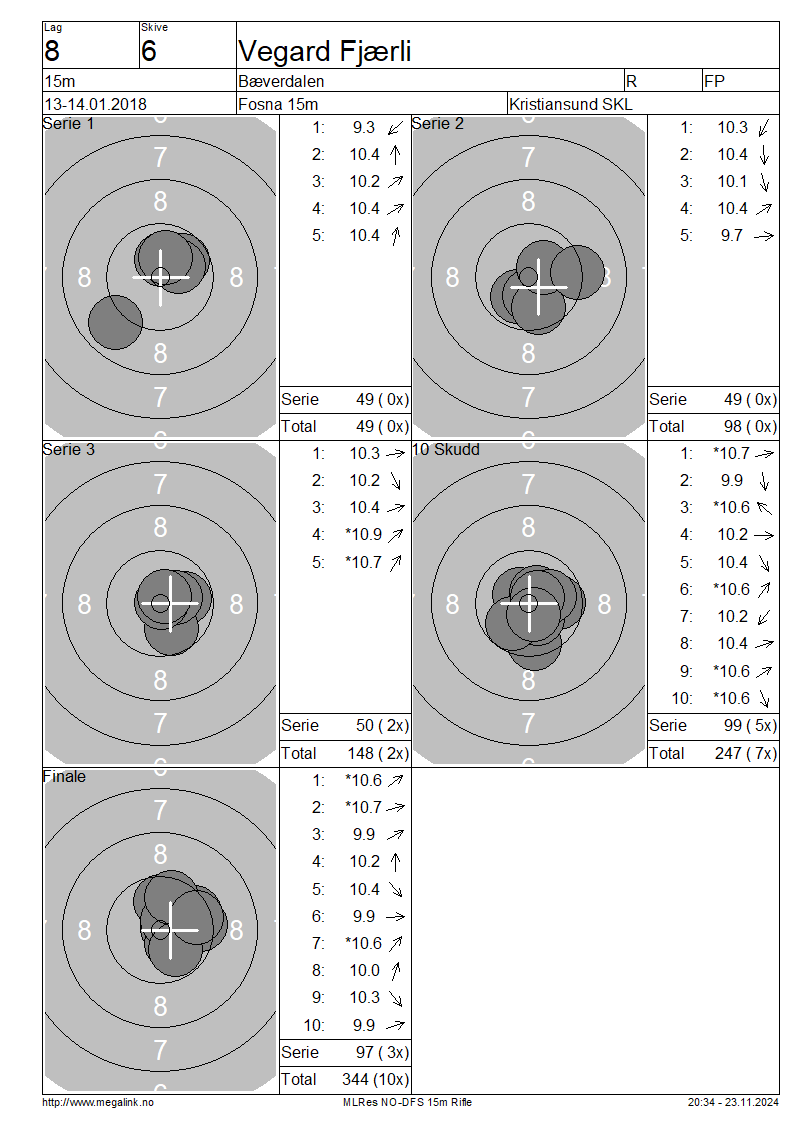 Lag
Skive
8
6
Vegard Fjærli
15m
Bæverdalen
R
FP
13-14.01.2018
Fosna 15m
Kristiansund SKL
Serie 1
7
8
8
8
8
7
1: 9.3
2: 10.4
3: 10.2
4: 10.4
5: 10.4
Serie 49 ( 0x)
Total 49 ( 0x)
Serie 2
7
8
8
8
8
7
1: 10.3
2: 10.4
3: 10.1
4: 10.4
5: 9.7
Serie 49 ( 0x)
Total 98 ( 0x)
Serie 3
7
8
8
8
8
7
1: 10.3
2: 10.2
3: 10.4
4: *10.9
5: *10.7
Serie 50 ( 2x)
Total 148 ( 2x)
10 Skudd
7
8
8
8
8
7
1: *10.7
2: 9.9
3: *10.6
4: 10.2
5: 10.4
6: *10.6
7: 10.2
8: 10.4
9: *10.6
10: *10.6
Serie 99 ( 5x)
Total 247 ( 7x)
Finale
7
8
8
8
8
7
1: *10.6
2: *10.7
3: 9.9
4: 10.2
5: 10.4
6: 9.9
7: *10.6
8: 10.0
9: 10.3
10: 9.9
Serie 97 ( 3x)
Total 344 (10x)
http://www.megalink.no
MLRes NO-DFS 15m Rifle
20:34 - 23.11.2024